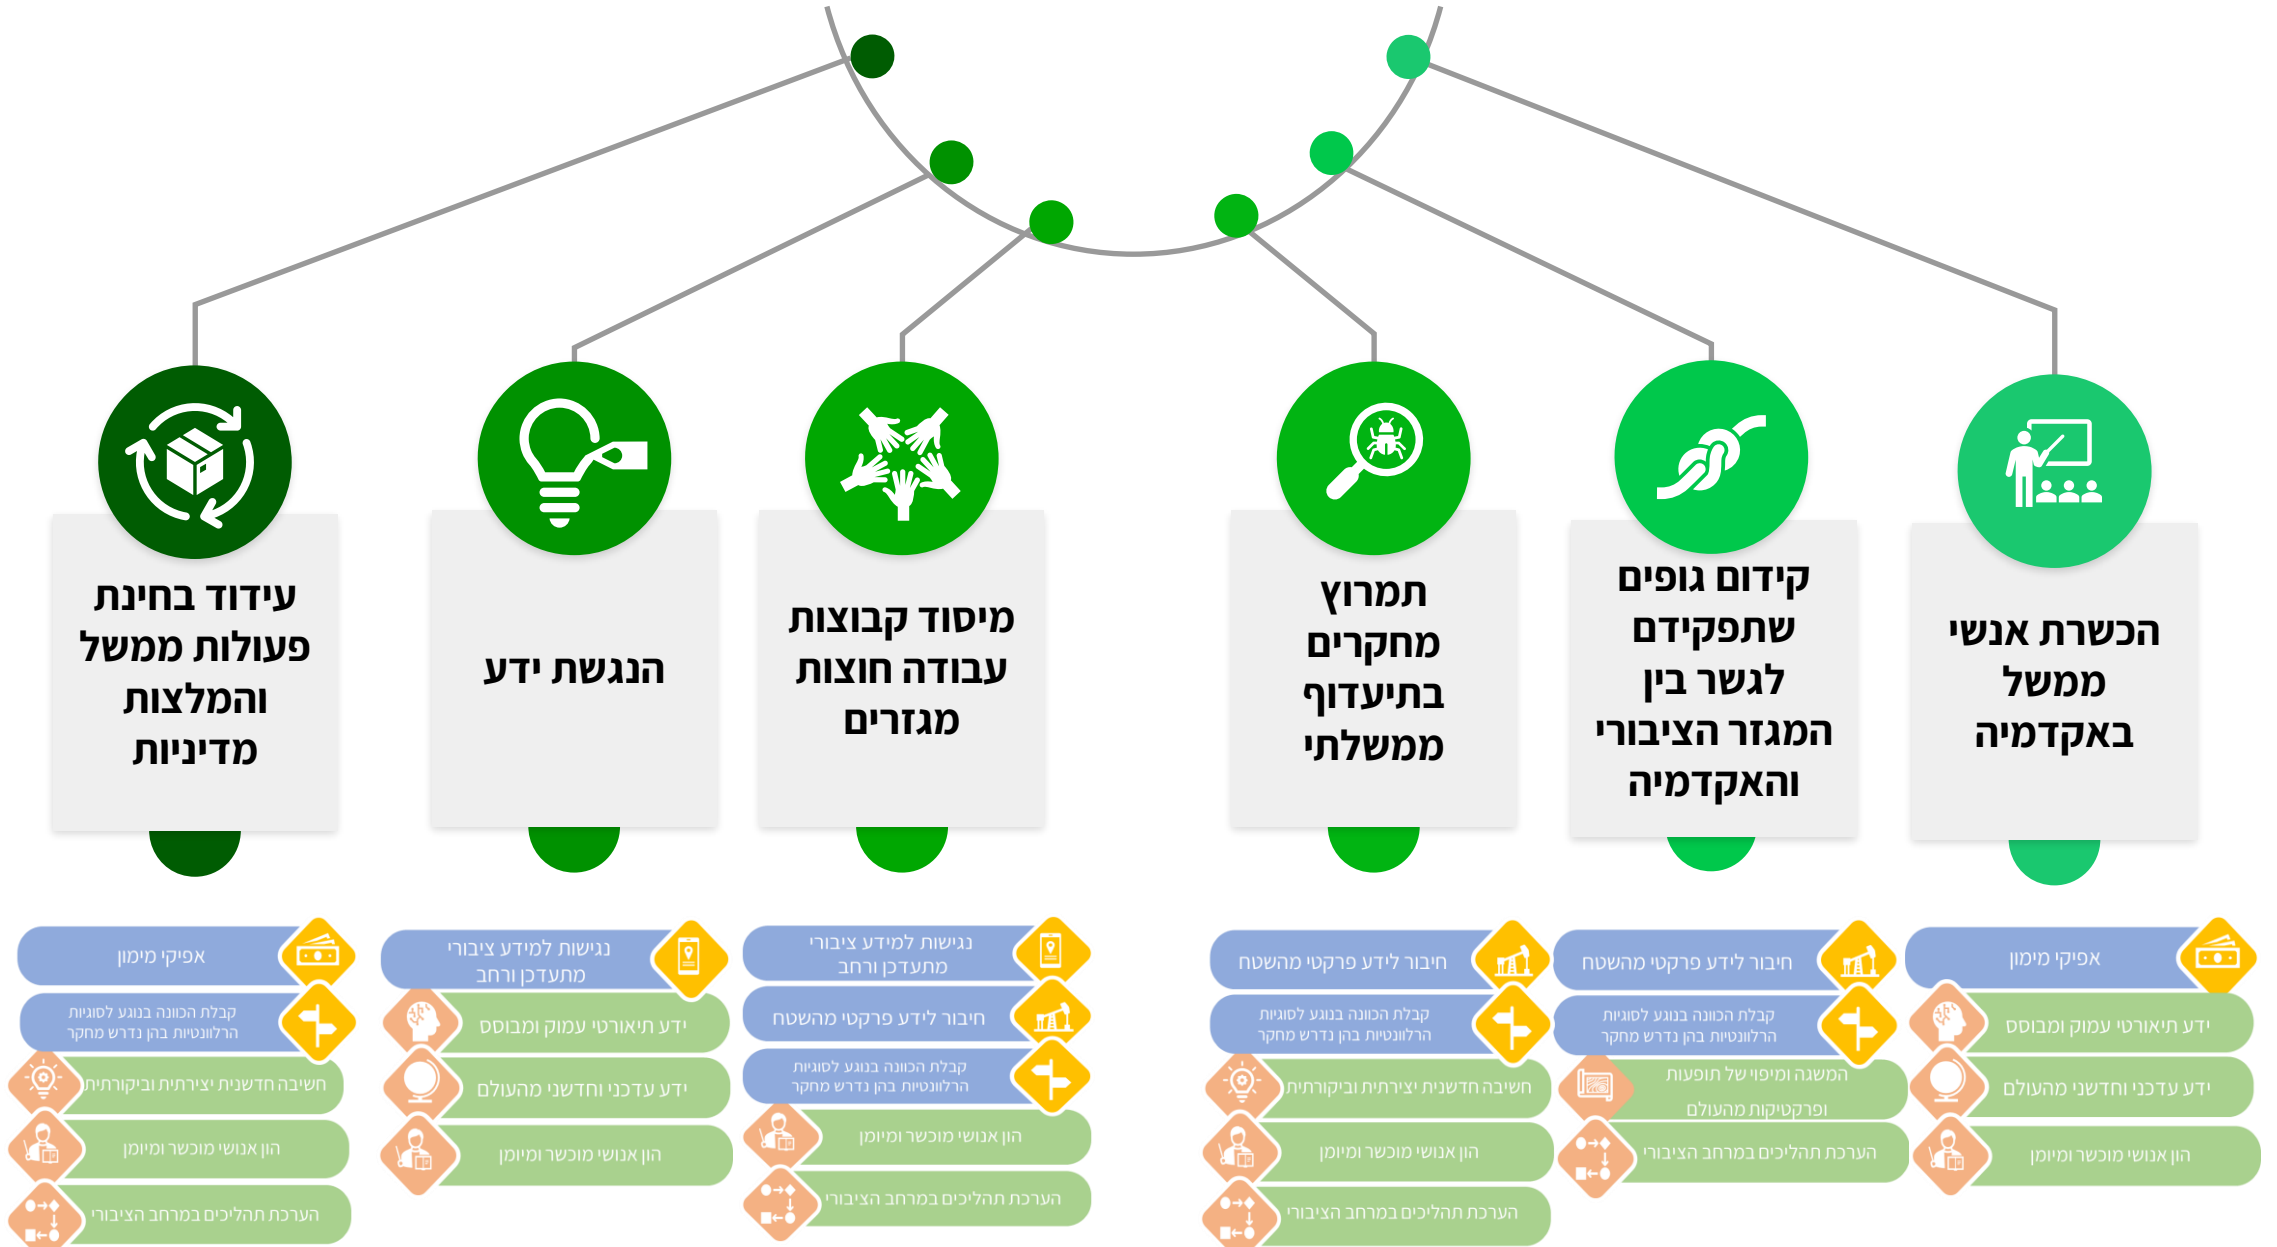 הכשרת אנשי
ממשל
באקדמיה
קידום גופים
שתפקידם
לגשר בין
המגזר הציבורי
והאקדמיה
תמרוץ
מחקרים
בתיעדוף
ממשלתי
מיסוד קבוצות
עבודה חוצות
מגזרים
הנגשת ידע
עידוד בחינת
פעולות ממשל
והמלצות
מדיניות
אפיקי מימון
ידע תיאורטי עמוק ומבוסס
ידע עדכני וחדשני מהעולם
הון אנושי מוכשר ומיומן
חיבור לידע פרקטי מהשטח
קבלת הכוונה בנוגע לסוגיות
הרלוונטיות בהן נדרש מחקר
המשגה ומיפוי של תופעות
ופרקטיקות מהעולם
הערכת תהליכים במרחב הציבורי
חיבור לידע פרקטי מהשטח
קבלת הכוונה בנוגע לסוגיות
הרלוונטיות בהן נדרש מחקר
חשיבה חדשנית יצירתית וביקורתית
הון אנושי מוכשר ומיומן
הערכת תהליכים במרחב הציבורי
נגישות למידע ציבורי
מתעדכן ורחב
חיבור לידע פרקטי מהשטח
קבלת הכוונה בנוגע לסוגיות
הרלוונטיות בהן נדרש מחקר
הון אנושי מוכשר ומיומן
הערכת תהליכים במרחב הציבורי
נגישות למידע ציבורי
מתעדכן ורחב
ידע תיאורטי עמוק ומבוסס
ידע עדכני וחדשני מהעולם
הון אנושי מוכשר ומיומן
אפיקי מימון
קבלת הכוונה בנוגע לסוגיות
הרלוונטיות בהן נדרש מחקר
חשיבה חדשנית יצירתית וביקורתית
הון אנושי מוכשר ומיומן
הערכת תהליכים במרחב הציבורי